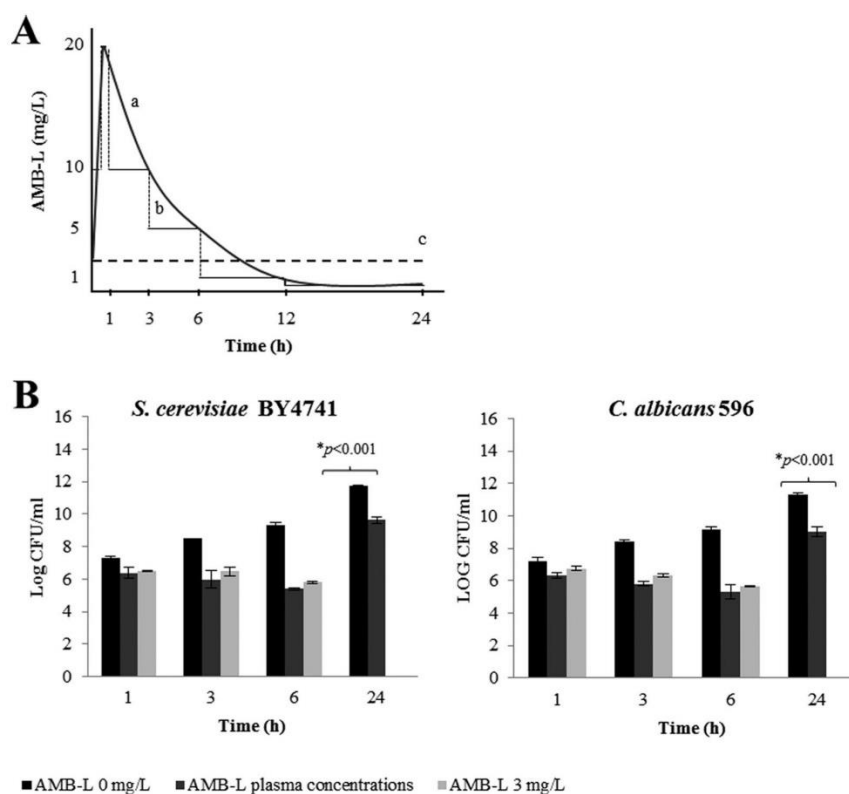 A
20
10
5
1
AMB-L (mg/L)
a
b
c
1 3 6 12 24
Time (h)
B
S. cerevisiae BY4741
16
14
12
10
8
6
4
2
0
Log CFU/ml
*p<0.001
1 3 6 24
Time (h)
C. albicans 596
16
14
12
10
8
6
4
2
0
LOG CFU/ml
*p<0.001
1 3 6 24
Time (h)
AMB-L 0 mg/L AMB-L plasma concentrations AMB-L 3 mg/L